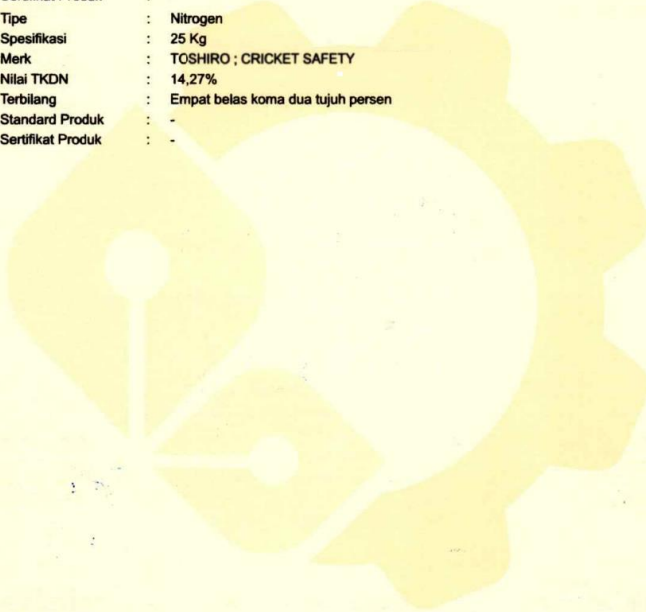 Tipe : Nitrogen
Spesifikasi : 25 Kg
Merk : TOSHIRO ; CRICKET SAFETY
Nilai TKDN : 14,27%
Terbilang : Empat belas koma dua tujuh persen
Standard Produk : -
Sertifikat Produk : -